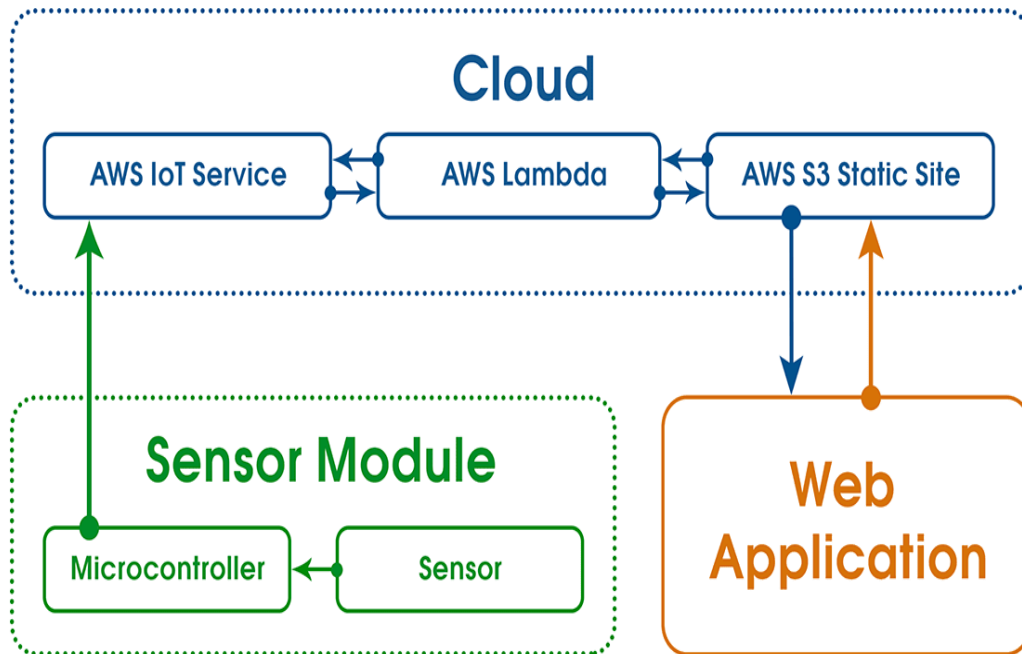 Cloud
AWS IoT Service
AWS Lambda
AWS S3 Static Site
Sensor Module
Microcontroller
Sensor
Web
Application